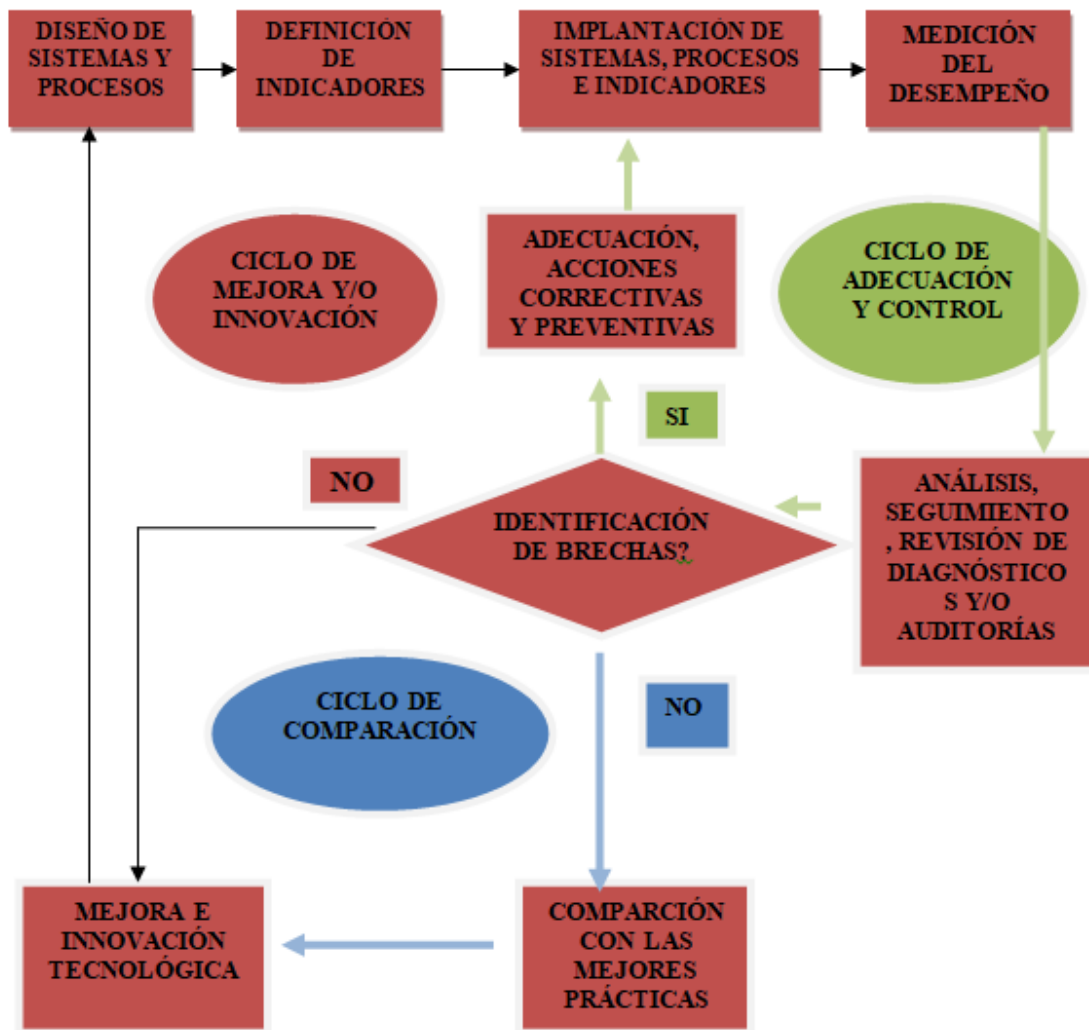 DISEÑO DE
SISTEMAS Y
PROCESOS
DEFINICIÓN
DE
INDICADORES
IMPLANTACIÓN DE
SISTEMAS, PROCESOS
E INDICADORES
MEDICIÓN
DEL
DESEMPEÑO
CICLO DE
MEJORA Y/O
INNOVACIÓN
ADECUACIÓN,
ACCIONES
CORRECTIVAS
Y PREVENTIVAS
CICLO DE
ADECUACIÓN
Y CONTROL
SI
NO
IDENTIFICACIÓN
DE BRECHAS?
ANÁLISIS,
SEGUIMIENTO
, REVISIÓN DE
DIAGNÓSTICO
S Y/O
AUDITORÍAS
CICLO DE
COMPARACIÓN
NO
MEJORA E
INNOVACIÓN
TECNOLÓGICA
COMPARCIÓN
CON LAS
MEJORES
PRÁCTICAS